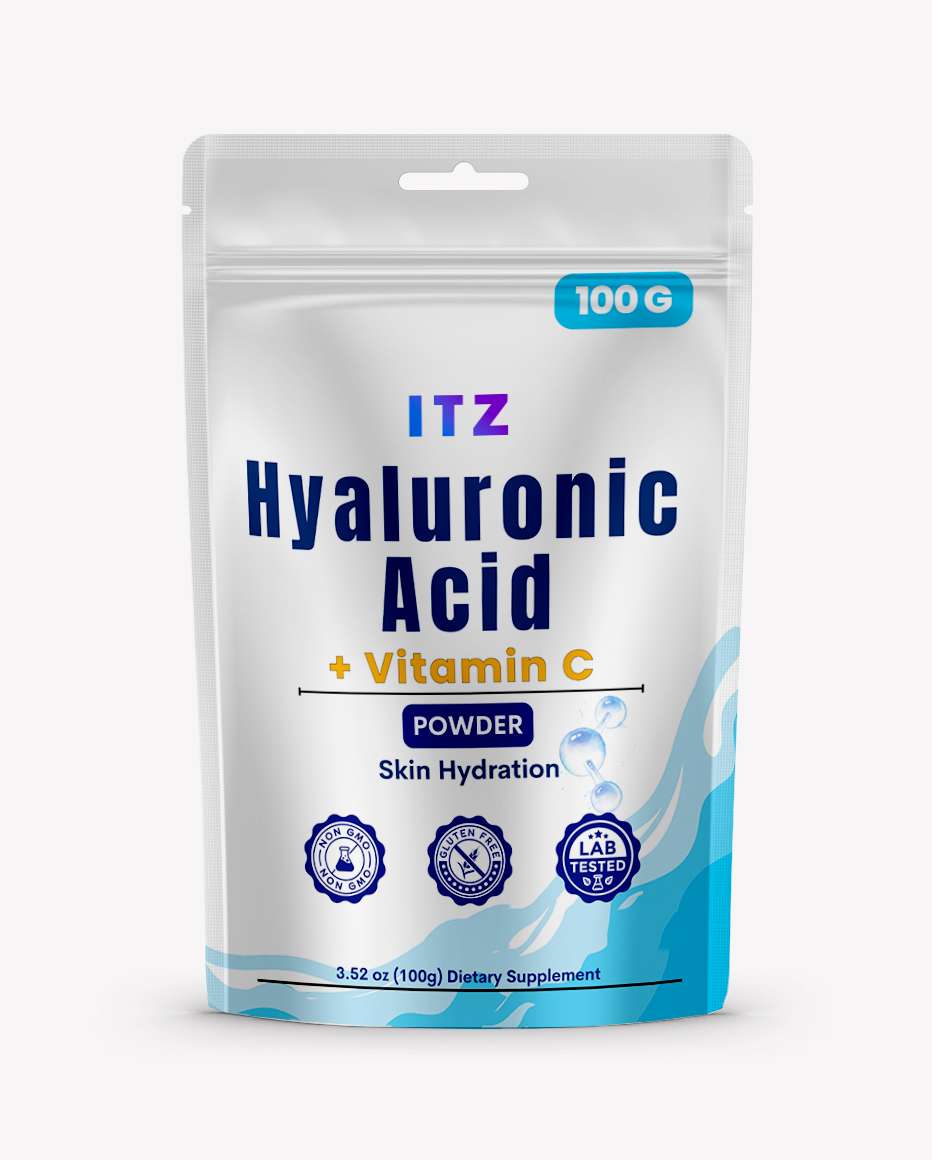 100 G
ITZ
Hyaluronic
Acid
+ Vitamin C
POWDER
Skin Hydration
NON GMO
NON GMO
GLUTEN FREE
LAB
TESTED
3.52 oz (100g) Dietary Supplement